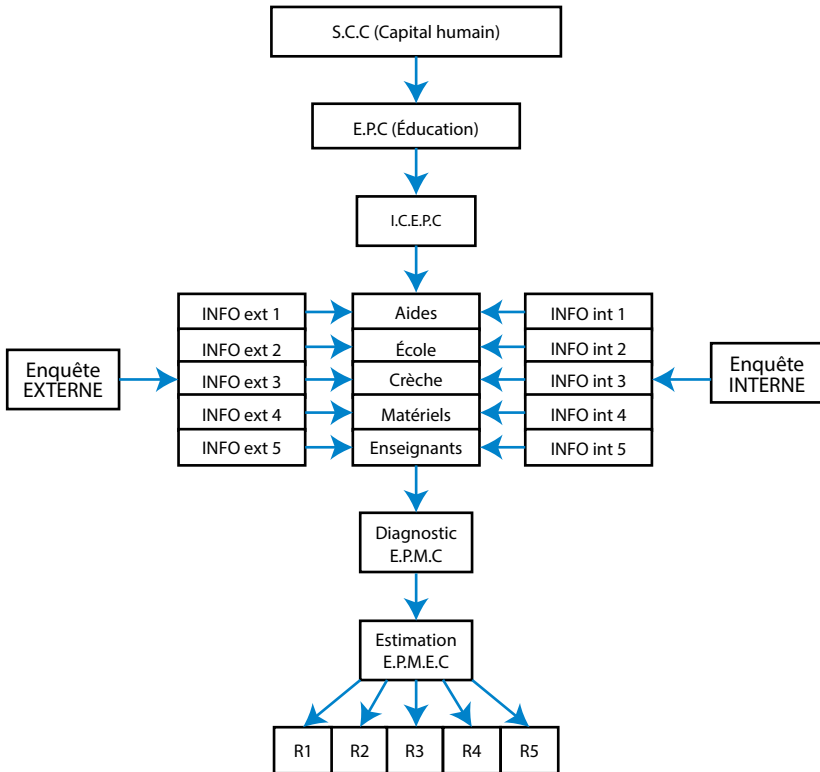 S.C.C (Capital humain)
E.P.C (Éducation)
I.C.E.P.C
INFO ext 1
Aides
INFO int 1
INFO ext 2
École
INFO int 2
Enquête
EXTERNE
INFO ext 3
Crèche
INFO int 3
Enquête
INTERNE
INFO ext 4
Matériels
INFO int 4
INFO ext 5
Enseignants
INFO int 5
Diagnostic
E.P.M.C
Estimation
E.P.M.E.C
R1
R2
R3
R4
R5